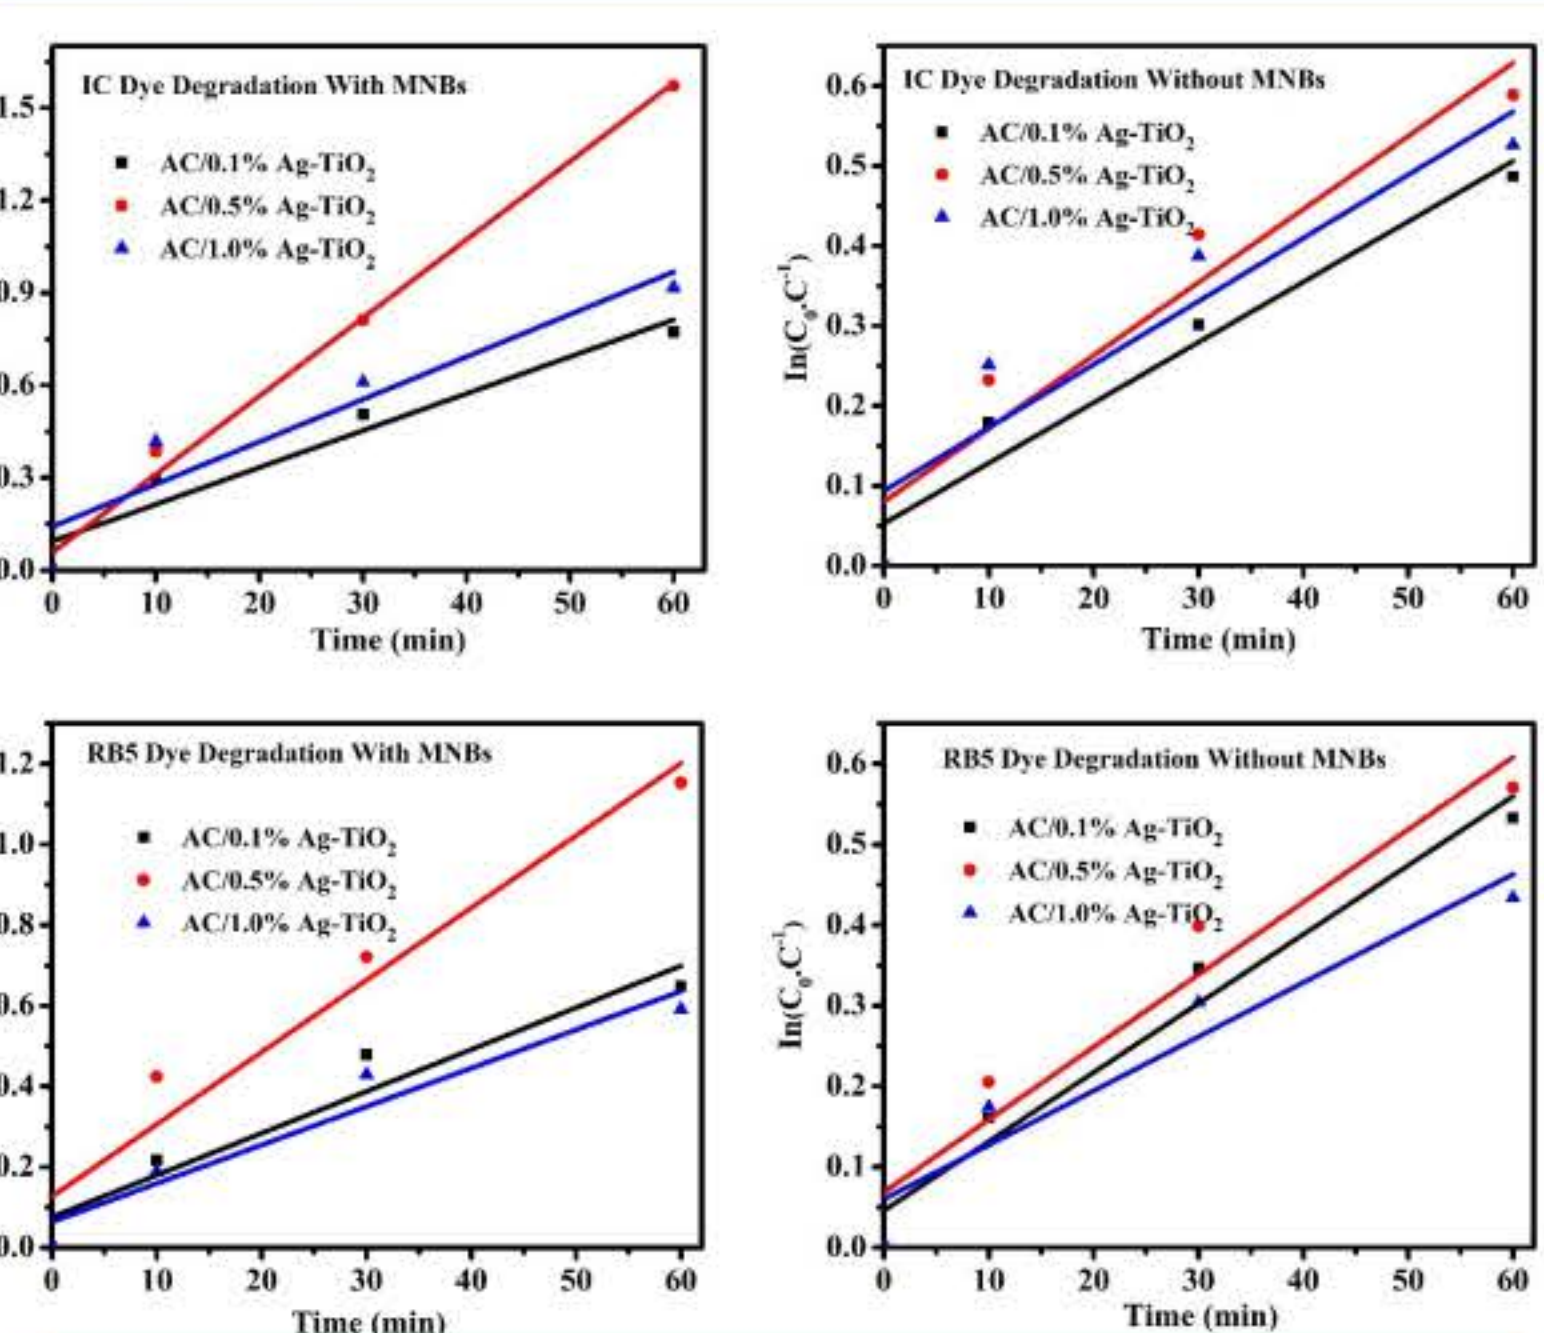 IC Dye Degradation With MNBs
AC/0.1% Ag-TiO2
AC/0.5% Ag-TiO2
AC/1.0% Ag-TiO2
1.5
1.2
0.9
0.6
0.3
0.0
0 10 20 30 40 50 60
Time (min)
IC Dye Degradation Without MNBs
AC/0.1% Ag-TiO2
AC/0.5% Ag-TiO2
AC/1.0% Ag-TiO2
In(C0.C-1)
0.6
0.5
0.4
0.3
0.2
0.1
0.0
0 10 20 30 40 50 60
Time (min)
RB5 Dye Degradation With MNBs
AC/0.1% Ag-TiO2
AC/0.5% Ag-TiO2
AC/1.0% Ag-TiO2
1.2
1.0
0.8
0.6
0.4
0.2
0.0
0 10 20 30 40 50 60
Time (min)
RB5 Dye Degradation Without MNBs
AC/0.1% Ag-TiO2
AC/0.5% Ag-TiO2
AC/1.0% Ag-TiO2
In(C0.C-1)
0.6
0.5
0.4
0.3
0.2
0.1
0.0
0 10 20 30 40 50 60
Time (min)